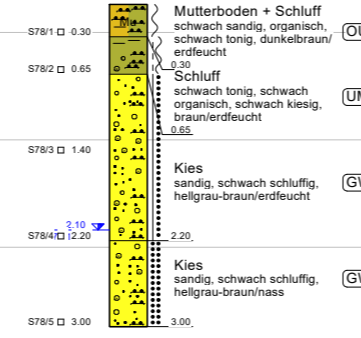 Mutterboden + Schluff
Mu
schwach sandig, organisch,
schwach tonig, dunkelbraun/
erdfeucht
S78/1 0.30
0.30
S78/2 0.65
Schluff
schwach tonig, schwach
organisch, schwach kiesig,
braun/erdfeucht
0.65
S78/3 1.40
Kies
sandig, schwach schluffig,
hellgrau-braun/erdfeucht
2.10
S78/4 2.20
2.20
Kies
sandig, schwach schluffig,
hellgrau-braun/nass
S78/5 3.00
3.00